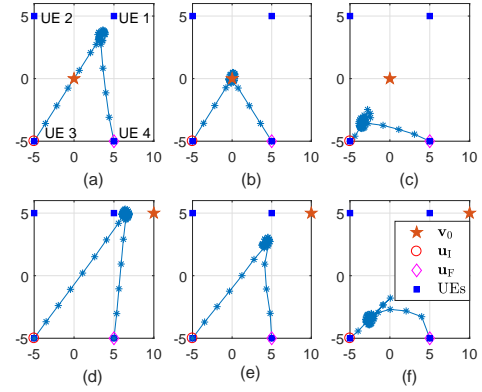 5 UE 2 UE 1 5 5
0 0 0
UE 3 UE 4
-5 -5 -5
-5 0 5 10 -5 0 5 10 -5 0 5 10
(a) (b) (c)
5 5 5
v₀
u_I
0 0 0 u_F
UEs
-5 -5 -5
-5 0 5 10 -5 0 5 10 -5 0 5 10
(d) (e) (f)